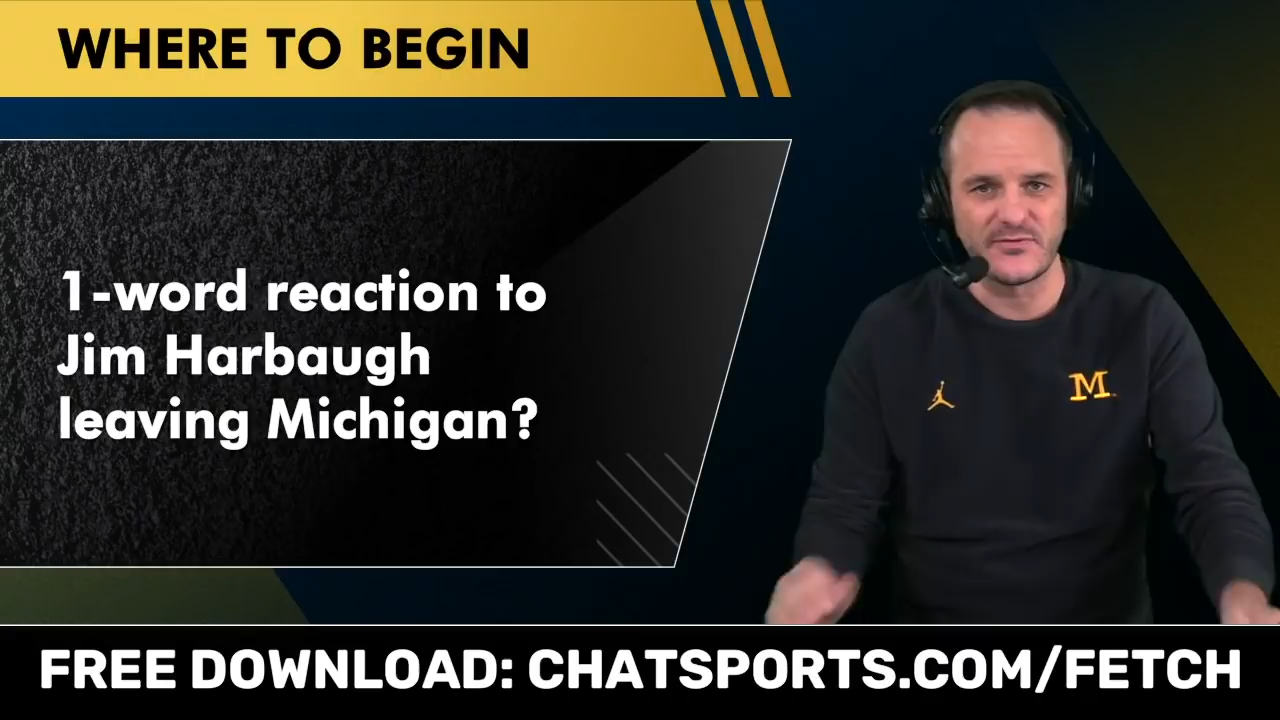 WHERE TO BEGIN
1-word reaction to
Jim Harbaugh
leaving Michigan?
M
FREE DOWNLOAD: CHATSPORTS.COM/FETCH